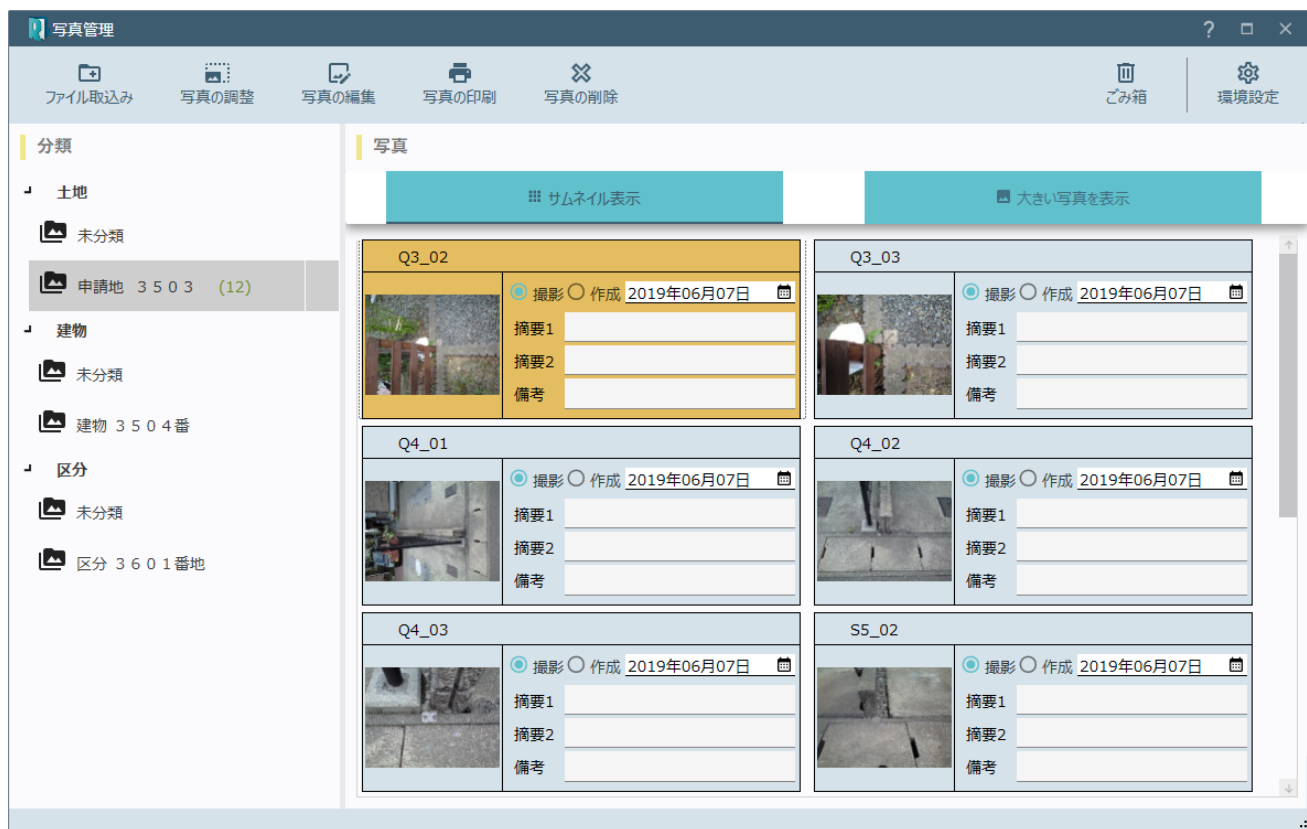 写真管理
ファイル取込み 写真の調整 写真の編集 写真の印刷 写真の削除 ごみ箱 環境設定
分類
土地
未分類
申請地 ３５０３ (12)
建物
未分類
建物 ３５０４番
区分
未分類
区分 ３６０１番地
写真
サムネイル表示 大きい写真を表示
Q3_02
撮影 作成 2019年06月07日
摘要1
摘要2
備考
Q3_03
撮影 作成 2019年06月07日
摘要1
摘要2
備考
Q4_01
撮影 作成 2019年06月07日
摘要1
摘要2
備考
Q4_02
撮影 作成 2019年06月07日
摘要1
摘要2
備考
Q4_03
撮影 作成 2019年06月07日
摘要1
摘要2
備考
S5_02
撮影 作成 2019年06月07日
摘要1
摘要2
備考